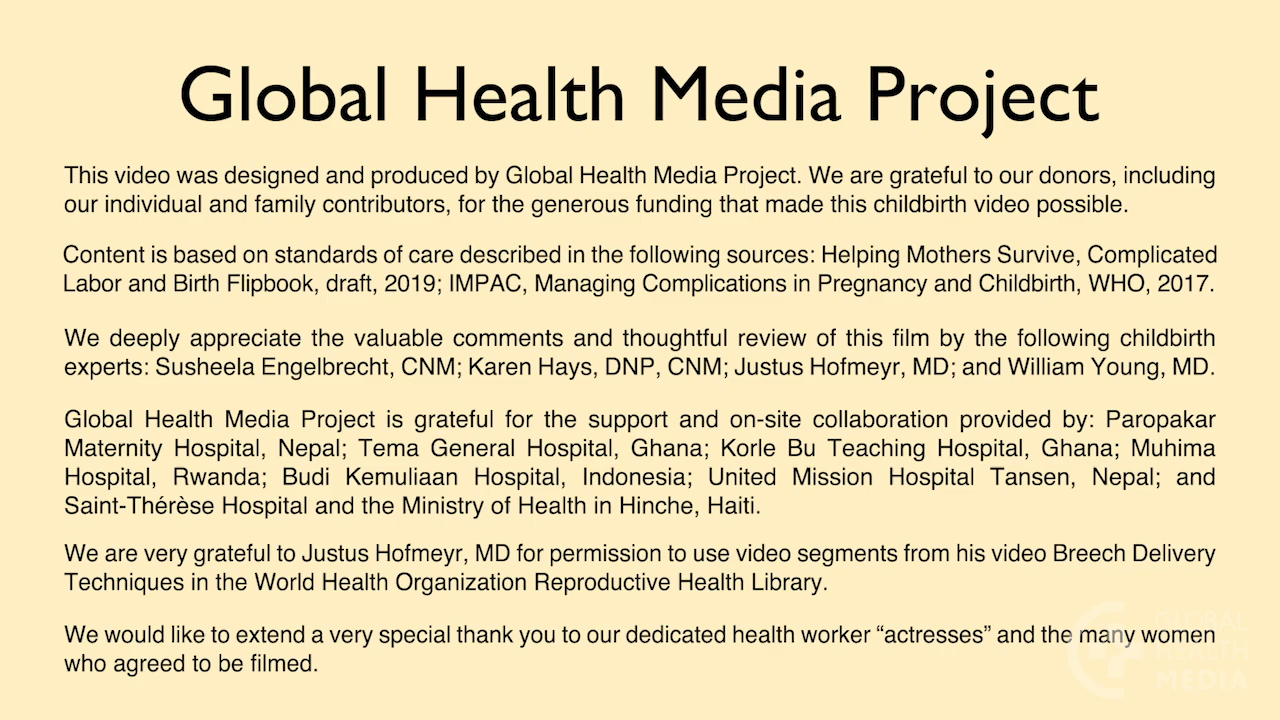 Global Health Media Project
This video was designed and produced by Global Health Media Project. We are grateful to our donors, including
our individual and family contributors, for the generous funding that made this childbirth video possible.
Content is based on standards of care described in the following sources: Helping Mothers Survive, Complicated
Labor and Birth Flipbook, draft, 2019; IMPAC, Managing Complications in Pregnancy and Childbirth, WHO, 2017.
We deeply appreciate the valuable comments and thoughtful review of this film by the following childbirth
experts: Susheela Engelbrecht, CNM; Karen Hays, DNP, CNM; Justus Hofmeyr, MD; and William Young, MD.
Global Health Media Project is grateful for the support and on-site collaboration provided by: Paropakar
Maternity Hospital, Nepal; Tema General Hospital, Ghana; Korle Bu Teaching Hospital, Ghana; Muhima
Hospital, Rwanda; Budi Kemuliaan Hospital, Indonesia; United Mission Hospital Tansen, Nepal; and
Saint-Thérèse Hospital and the Ministry of Health in Hinche, Haiti.
We are very grateful to Justus Hofmeyr, MD for permission to use video segments from his video Breech Delivery
Techniques in the World Health Organization Reproductive Health Library.
We would like to extend a very special thank you to our dedicated health worker “actresses” and the many women
who agreed to be filmed.
GLOBAL
HEALTH
MEDIA